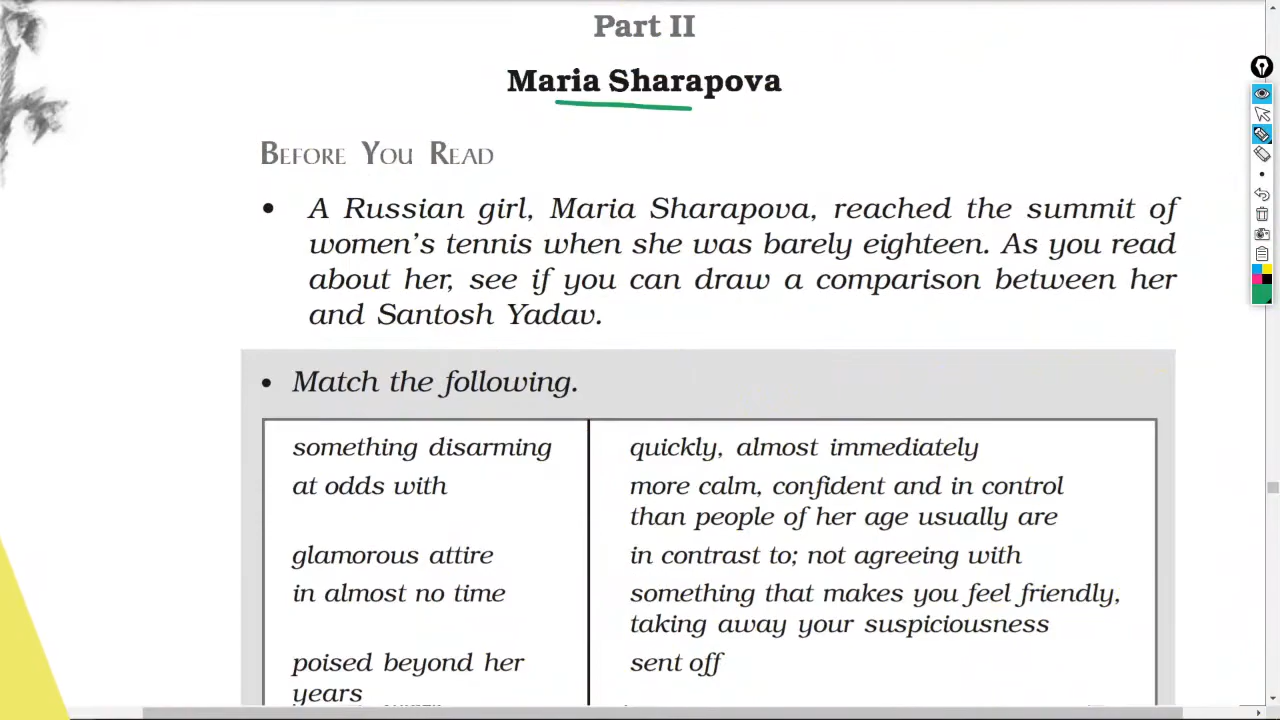 Part II
Maria Sharapova
BEFORE YOU READ
• A Russian girl, Maria Sharapova, reached the summit of
women's tennis when she was barely eighteen. As you read
about her, see if you can draw a comparison between her
and Santosh Yadav.
• Match the following.
something disarming
quickly, almost immediately
at odds with
more calm, confident and in control
than people of her age usually are
glamorous attire
in contrast to; not agreeing with
in almost no time
something that makes you feel friendly,
taking away your suspiciousness
poised beyond her
years
sent off